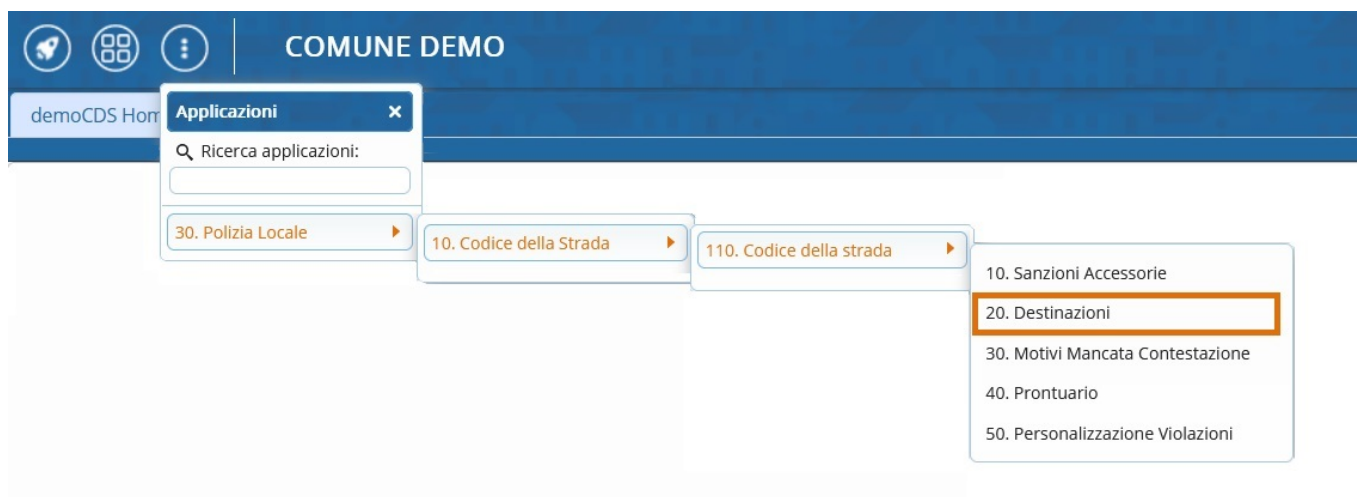 COMUNE DEMO
demoCDS Hom
Applicazioni
Ricerca applicazioni:
30. Polizia Locale
10. Codice della Strada
110. Codice della strada
10. Sanzioni Accessorie
20. Destinazioni
30. Motivi Mancata Contestazione
40. Prontuario
50. Personalizzazione Violazioni